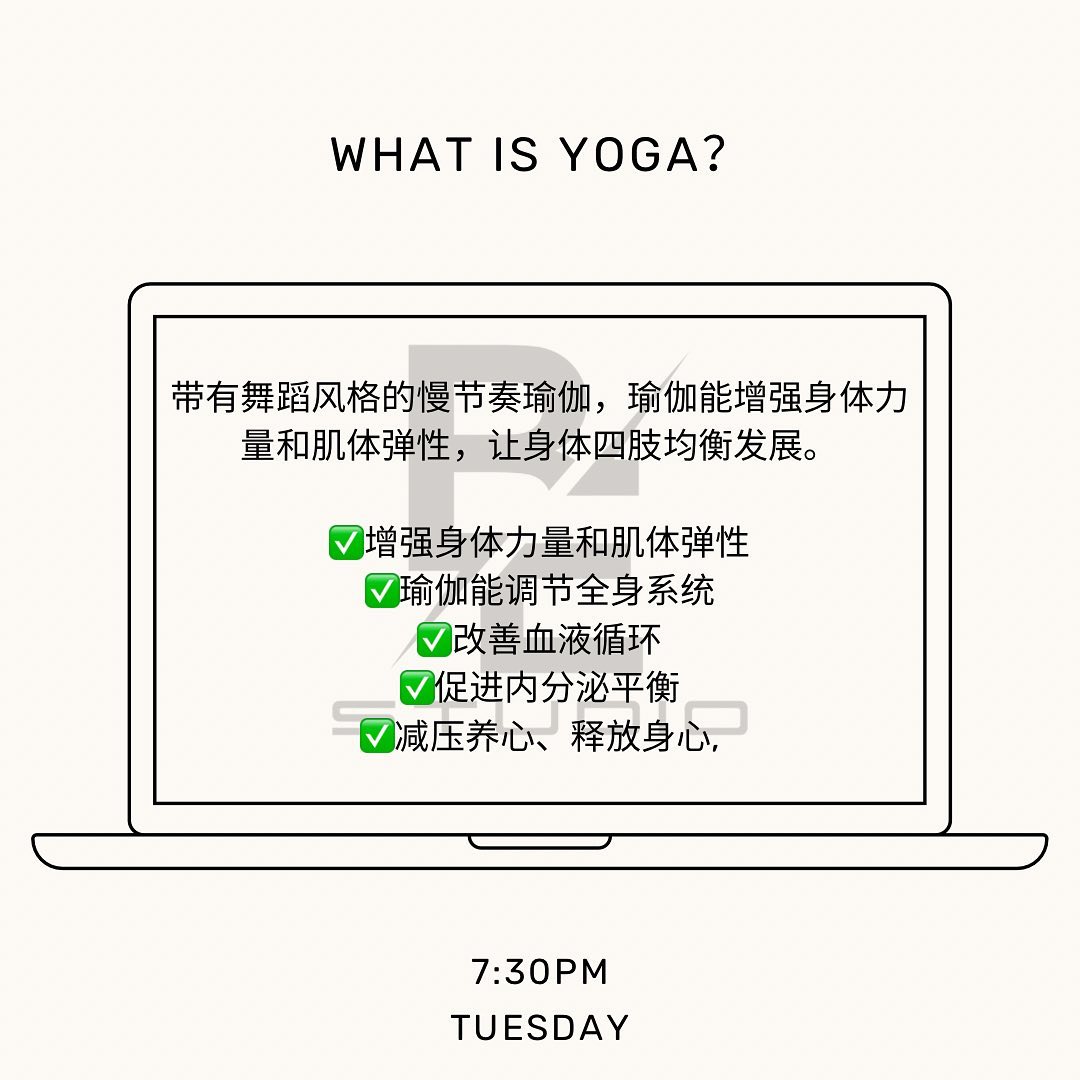 WHAT IS YOGA?
带有舞蹈风格的慢节奏瑜伽，瑜伽能增强身体力
量和肌体弹性，让身体四肢均衡发展。
✅增强身体力量和肌体弹性
✅瑜伽能调节全身系统
✅改善血液循环
✅促进内分泌平衡
✅减压养心、释放身心,
STUDIO
7:30PM
TUESDAY